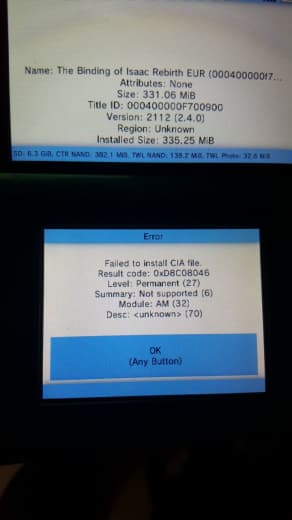 Name: The Binding of Isaac Rebirth EUR (000400000f7...
Attributes: None
Size: 331.06 MiB
Title ID: 000400000F700900
Version: 2112 (2.4.0)
Region: Unknown
Installed Size: 335.25 MiB
SD: 6.3 GiB, CTR NAND: 382.1 MiB, TWL NAND: 135.2 MiB, TWL Photo: 32.6 MiB
Error
Failed to install CIA file.
Result code: 0xD8C08046
Level: Permanent (27)
Summary: Not supported (6)
Module: AM (32)
Desc: <unknown> (70)
OK
(Any Button)